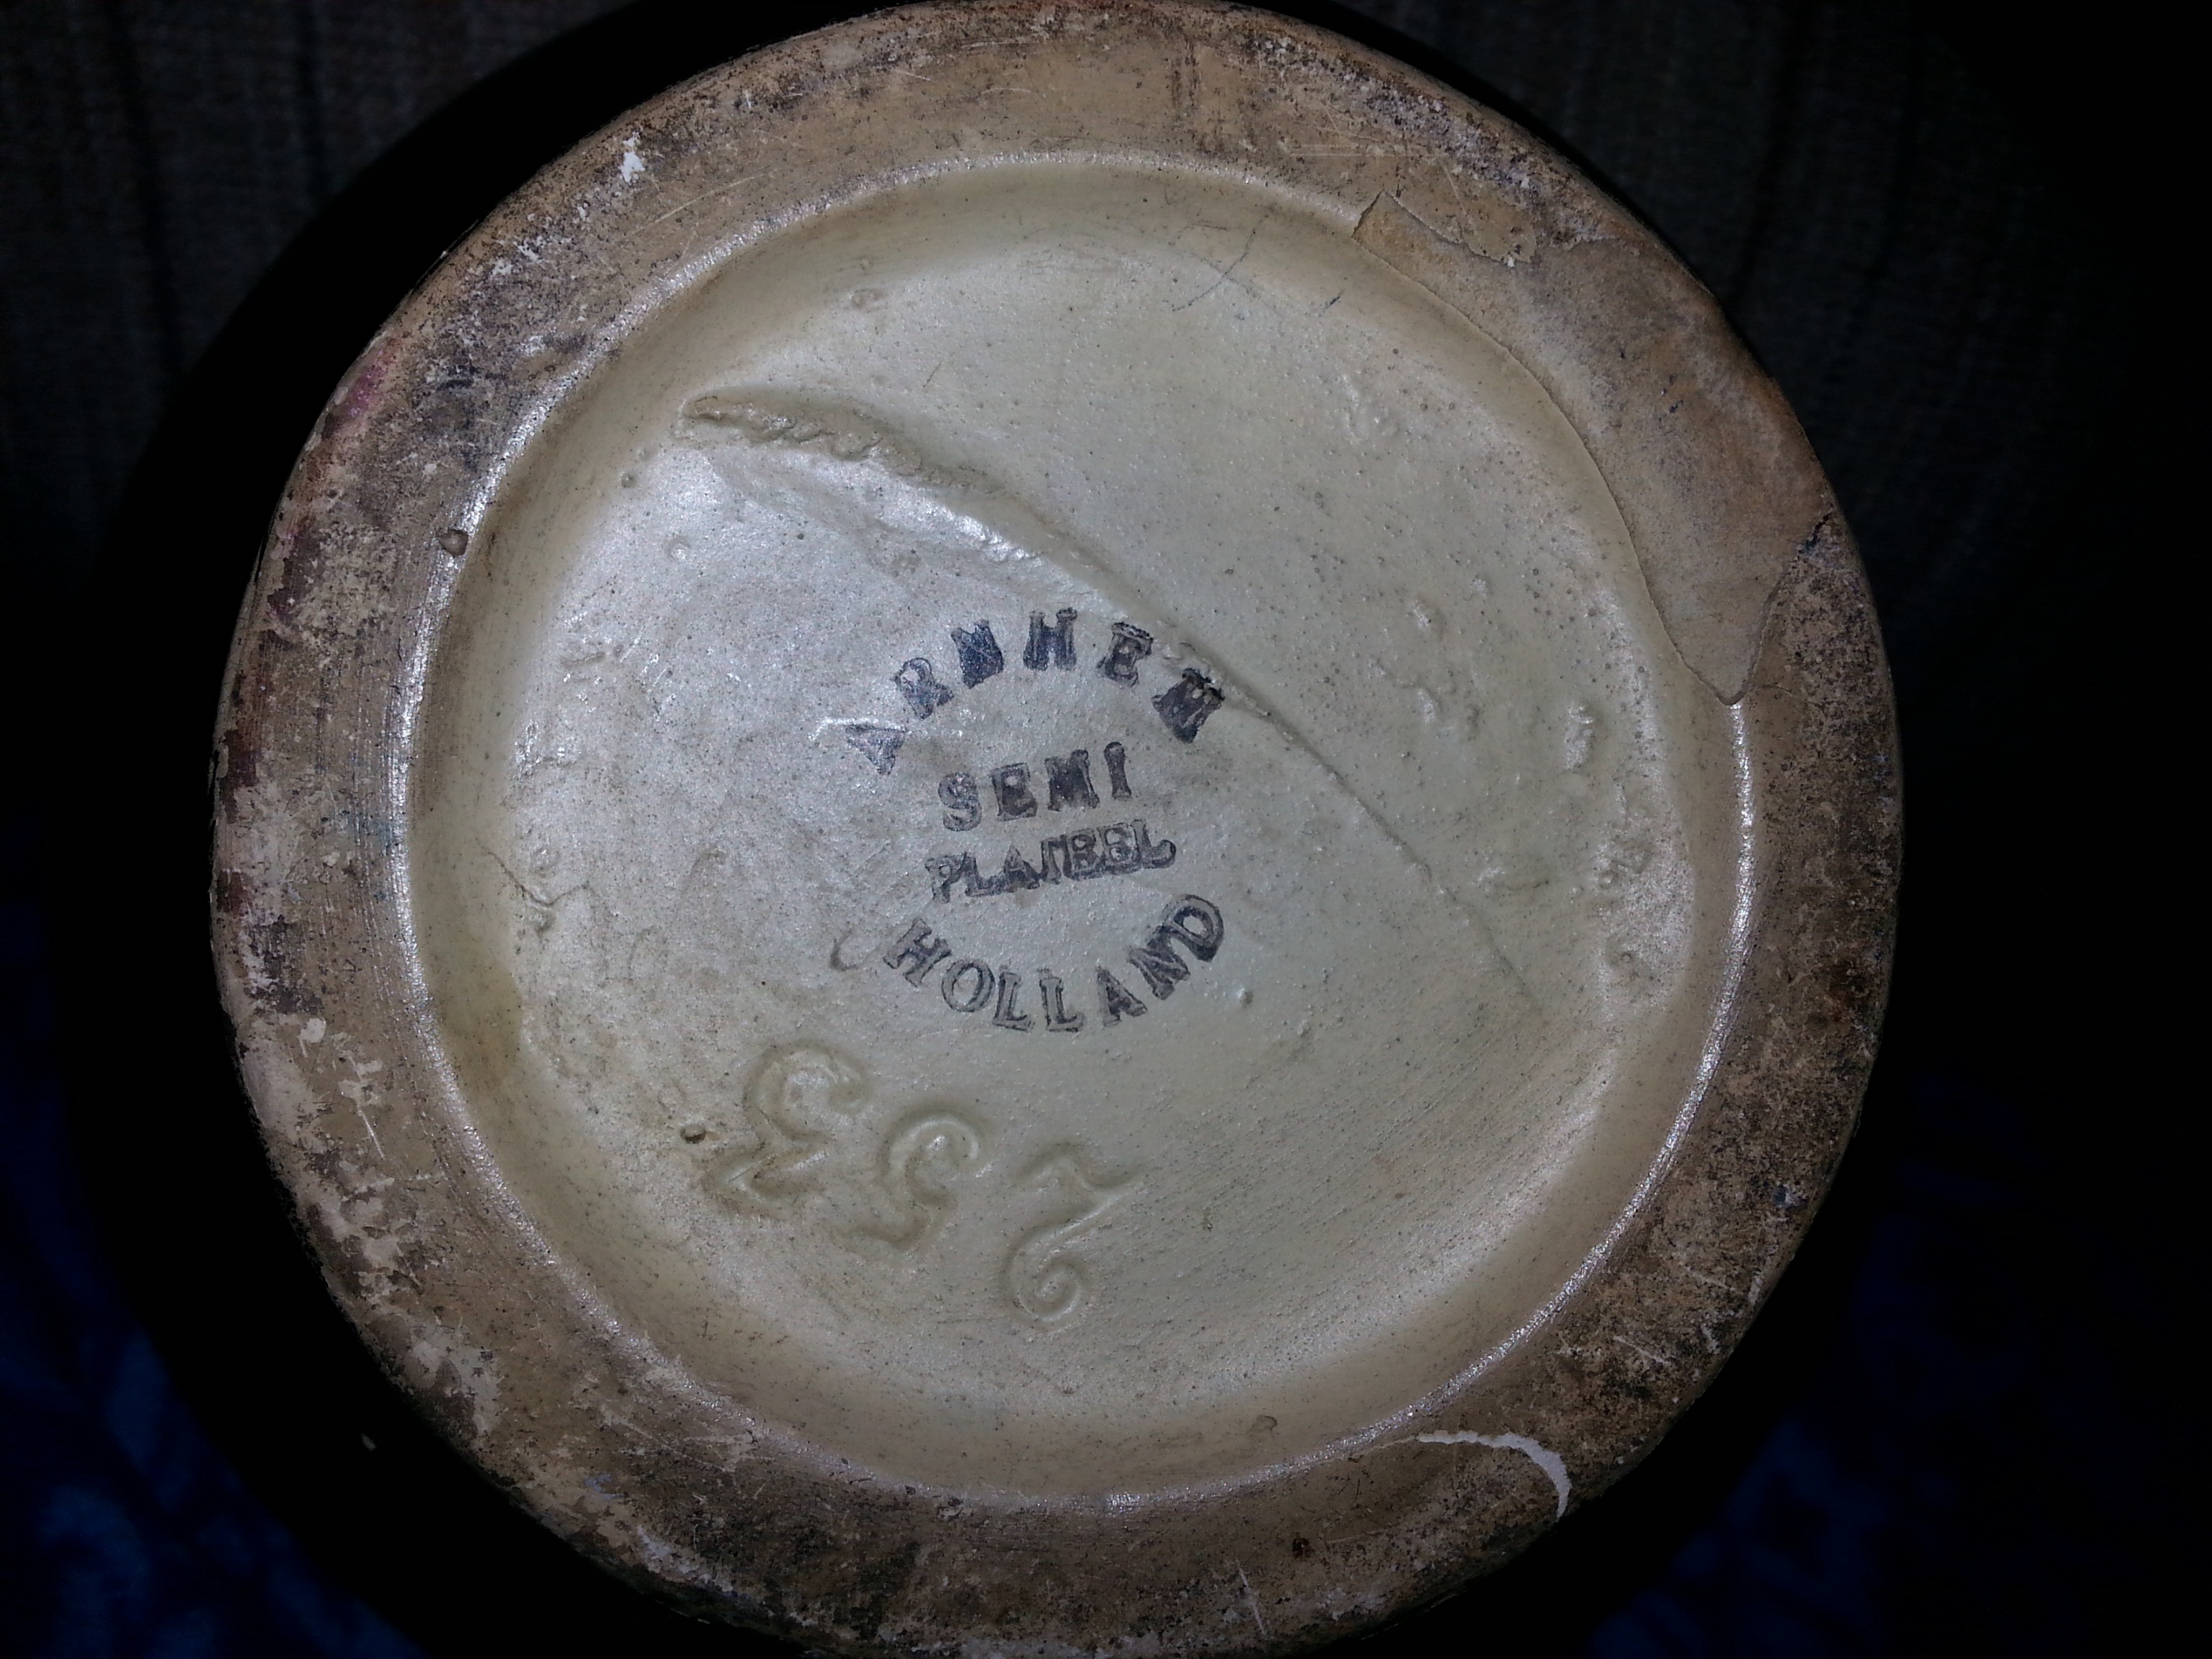 ARNHEM
SEMI
PLATEEL
HOLLAND
253